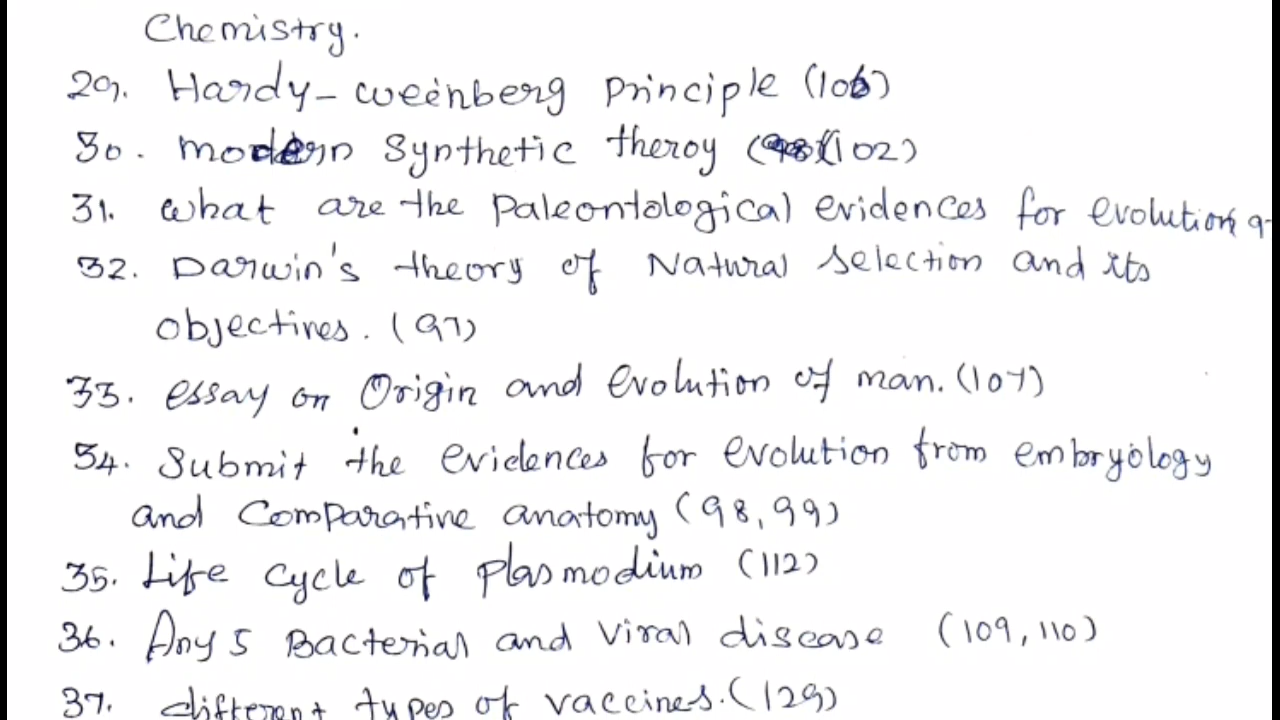 Chemistry.
29. Hardy-weinberg Principle (106)
30. modern Synthetic theroy (102)
31. what are the Paleontological evidences for evolution
32. Darwin's theory of Natural Selection and its
objectives. (97)
33. essay on Origin and Evolution of man. (107)
34. Submit the evidences for evolution from embryology
and Comparative anatomy (98, 99)
35. Life cycle of Plasmodium (112)
36. Any 5 Bacterial and Viral disease (109, 110)
37. different types of vaccines. (129)